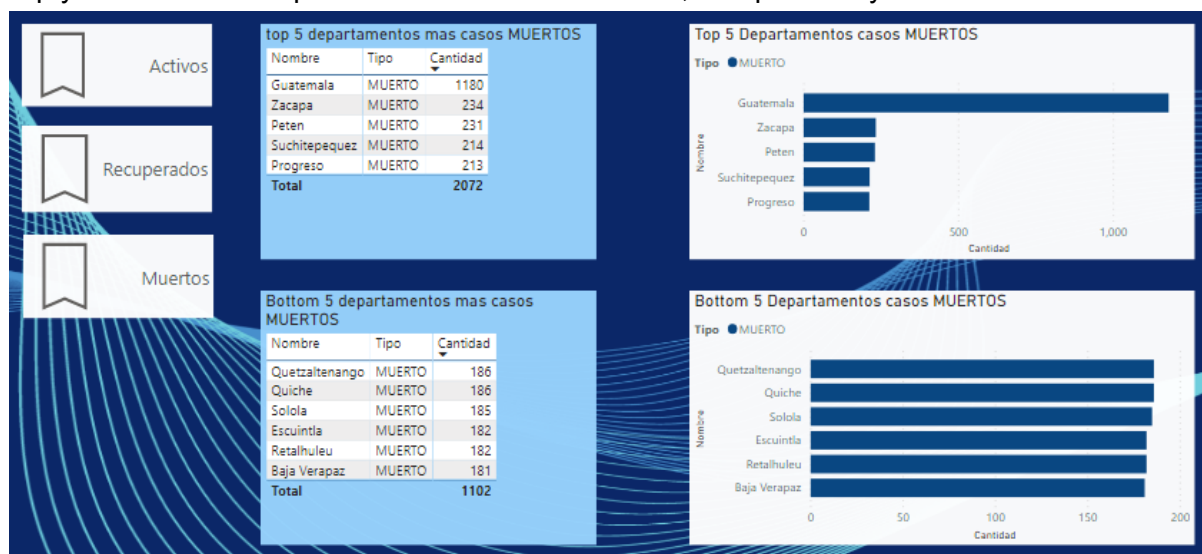 Activos
Recuperados
Muertos
top 5 departamentos mas casos MUERTOS
Nombre Tipo Cantidad
Guatemala MUERTO 1180
Zacapa MUERTO 234
Peten MUERTO 231
Suchitepequez MUERTO 214
Progreso MUERTO 213
Total 2072
Top 5 Departamentos casos MUERTOS
Tipo MUERTO
Nombre
Guatemala
Zacapa
Peten
Suchitepequez
Progreso
0 500 1,000
Cantidad
Bottom 5 departamentos mas casos
MUERTOS
Nombre Tipo Cantidad
Quetzaltenango MUERTO 186
Quiche MUERTO 186
Solola MUERTO 185
Escuintla MUERTO 182
Retalhuleu MUERTO 182
Baja Verapaz MUERTO 181
Total 1102
Bottom 5 Departamentos casos MUERTOS
Tipo MUERTO
Nombre
Quetzaltenango
Quiche
Solola
Escuintla
Retalhuleu
Baja Verapaz
0 50 100 150 200
Cantidad